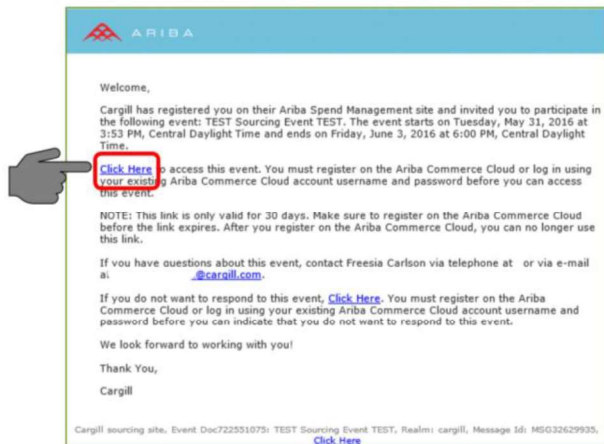 ARIBA
Welcome,
Cargill has registered you on their Ariba Spend Management site and invited you to participate in
the following event: TEST Sourcing Event TEST. The event starts on Tuesday, May 31, 2016 at
3:53 PM, Central Daylight Time and ends on Friday, June 3, 2016 at 6:00 PM, Central Daylight
Time.
Click Here to access this event. You must register on the Ariba Commerce Cloud or log in using
your existing Ariba Commerce Cloud account username and password before you can access
this event.
NOTE: This link is only valid for 30 days. Make sure to register on the Ariba Commerce Cloud
before the link expires. After you register on the Ariba Commerce Cloud, you can no longer use
this link.
If you have questions about this event, contact Freesia Carlson via telephone at or via e-mail
at @cargill.com.
If you do not want to respond to this event, Click Here. You must register on the Ariba
Commerce Cloud or log in using your existing Ariba Commerce Cloud account username and
password before you can indicate that you do not want to respond to this event.
We look forward to working with you!
Thank You,
Cargill
Cargill sourcing site, Event Doc722551075: TEST Sourcing Event TEST, Realm: cargill, Message Id: MSG32629935,
Click Here